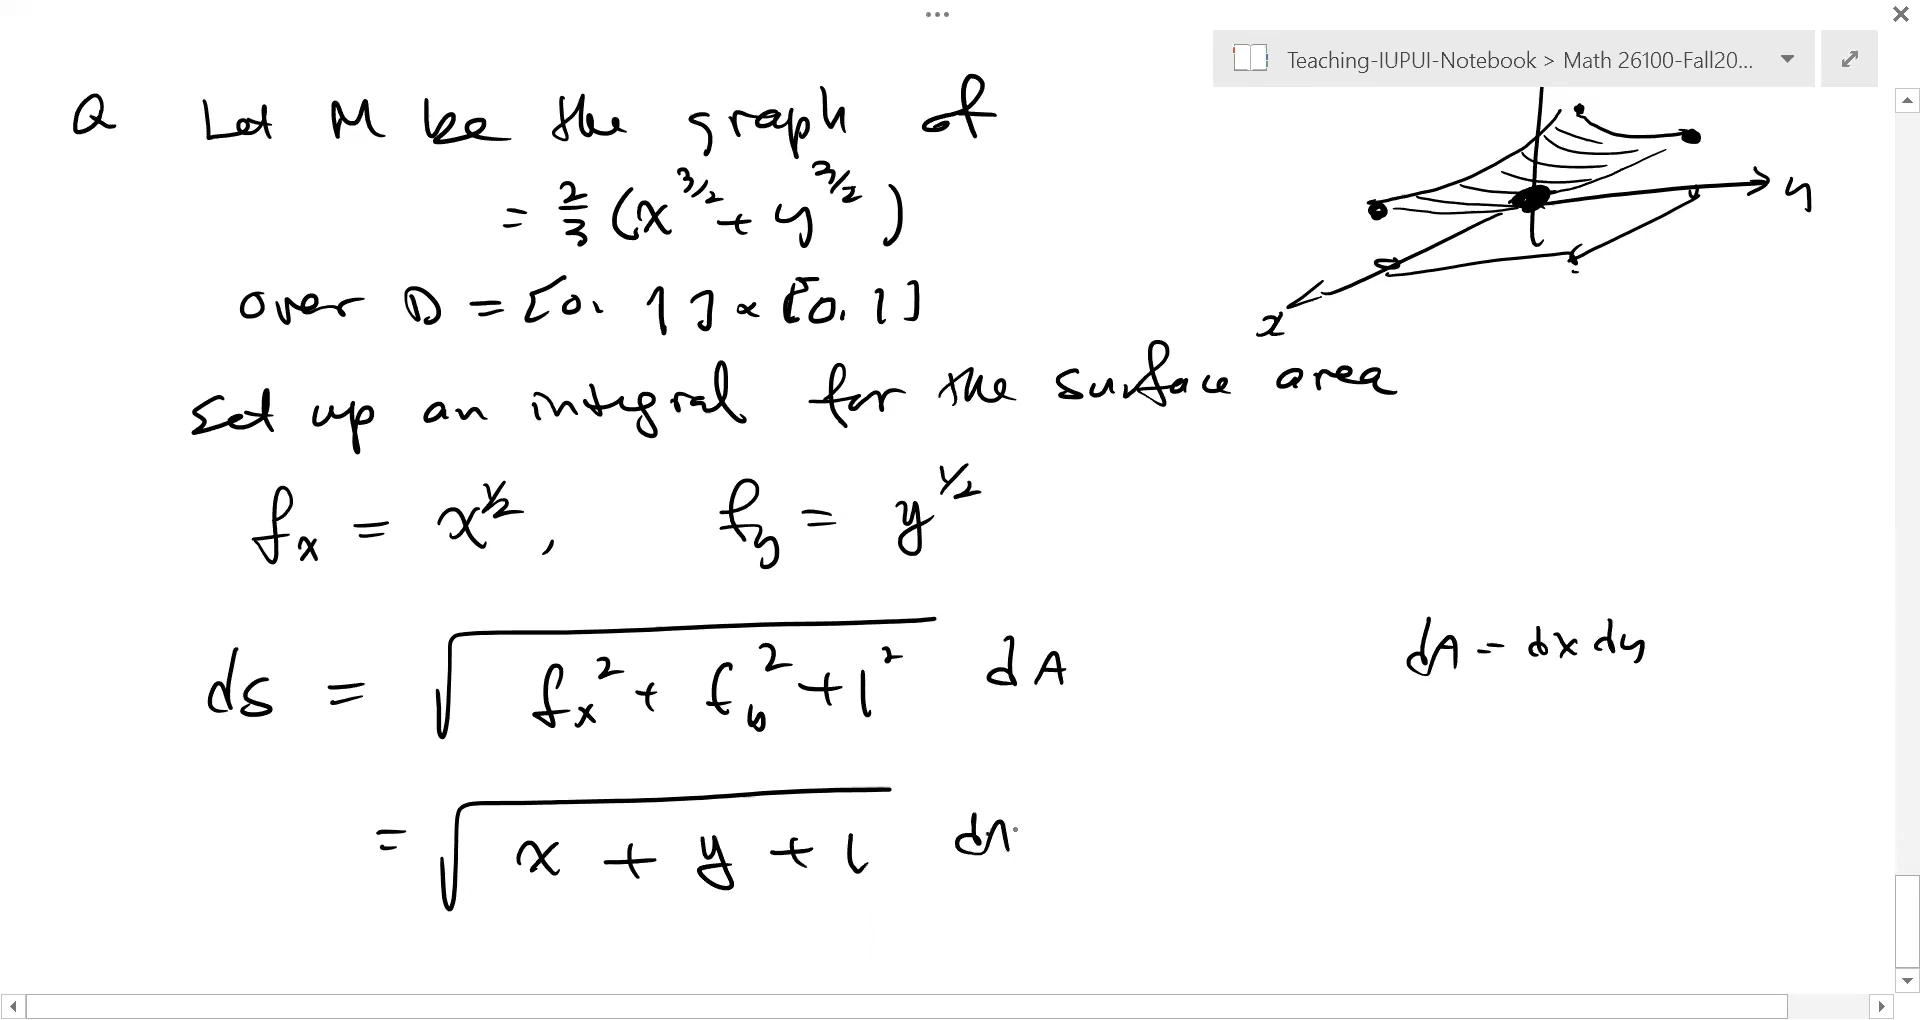 Teaching-IUPUI-Notebook > Math 26100-Fall20...
Q Let M be the graph of
= 2/3 (x^3/2 + y^3/2)
over D = [0, 1] × [0, 1]
Set up an integral for the surface area
f_x = x^1/2, f_y = y^1/2
dS = √(f_x^2 + f_y^2 + 1^2) dA
dA = dx dy
= √(x + y + 1) dA
x
y